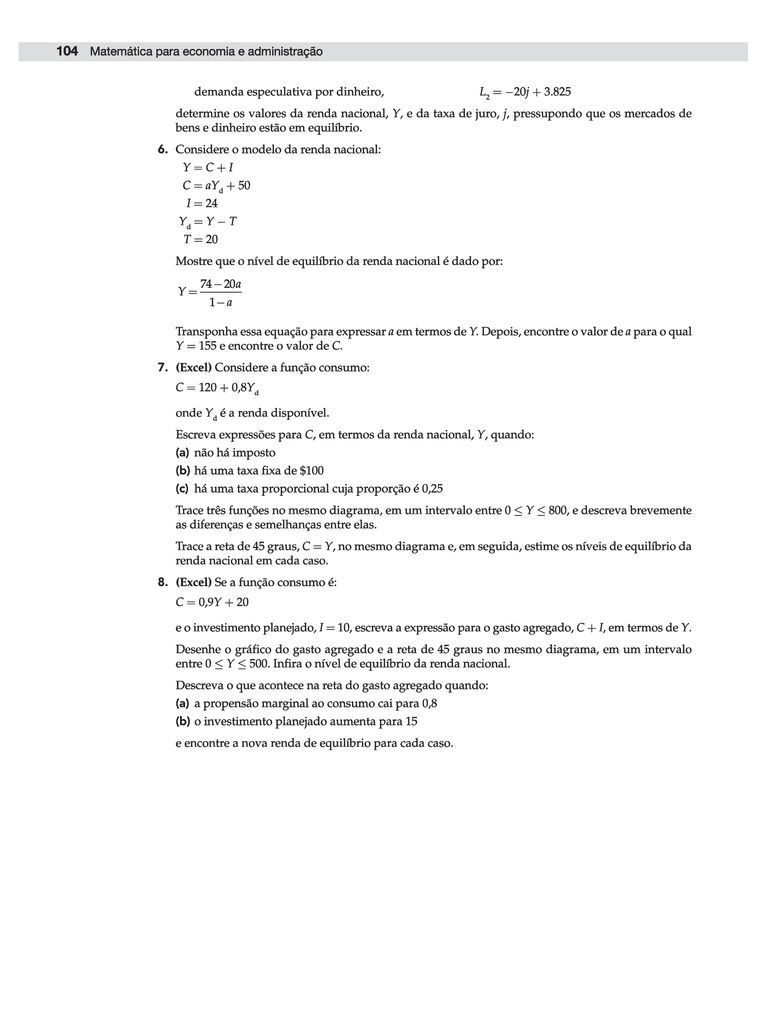 104 Matemática para economia e administração
demanda especulativa por dinheiro, L₂ = −20j + 3.825
determine os valores da renda nacional, Y, e da taxa de juro, j, pressupondo que os mercados de
bens e dinheiro estão em equilíbrio.
6. Considere o modelo da renda nacional:
Y = C + I
C = aY_d + 50
I = 24
Y_d = Y − T
T = 20
Mostre que o nível de equilíbrio da renda nacional é dado por:
Y = \frac{74 − 20a}{1 − a}
Transponha essa equação para expressar a em termos de Y. Depois, encontre o valor de a para o qual
Y = 155 e encontre o valor de C.
7. (Excel) Considere a função consumo:
C = 120 + 0,8Y_d
onde Y_d é a renda disponível.
Escreva expressões para C, em termos da renda nacional, Y, quando:
(a) não há imposto
(b) há uma taxa fixa de $100
(c) há uma taxa proporcional cuja proporção é 0,25
Trace três funções no mesmo diagrama, em um intervalo entre 0 ≤ Y ≤ 800, e descreva brevemente
as diferenças e semelhanças entre elas.
Trace a reta de 45 graus, C = Y, no mesmo diagrama e, em seguida, estime os níveis de equilíbrio da
renda nacional em cada caso.
8. (Excel) Se a função consumo é:
C = 0,9Y + 20
e o investimento planejado, I = 10, escreva a expressão para o gasto agregado, C + I, em termos de Y.
Desenhe o gráfico do gasto agregado e a reta de 45 graus no mesmo diagrama, em um intervalo
entre 0 ≤ Y ≤ 500. Infira o nível de equilíbrio da renda nacional.
Descreva o que acontece na reta do gasto agregado quando:
(a) a propensão marginal ao consumo cai para 0,8
(b) o investimento planejado aumenta para 15
e encontre a nova renda de equilíbrio para cada caso.